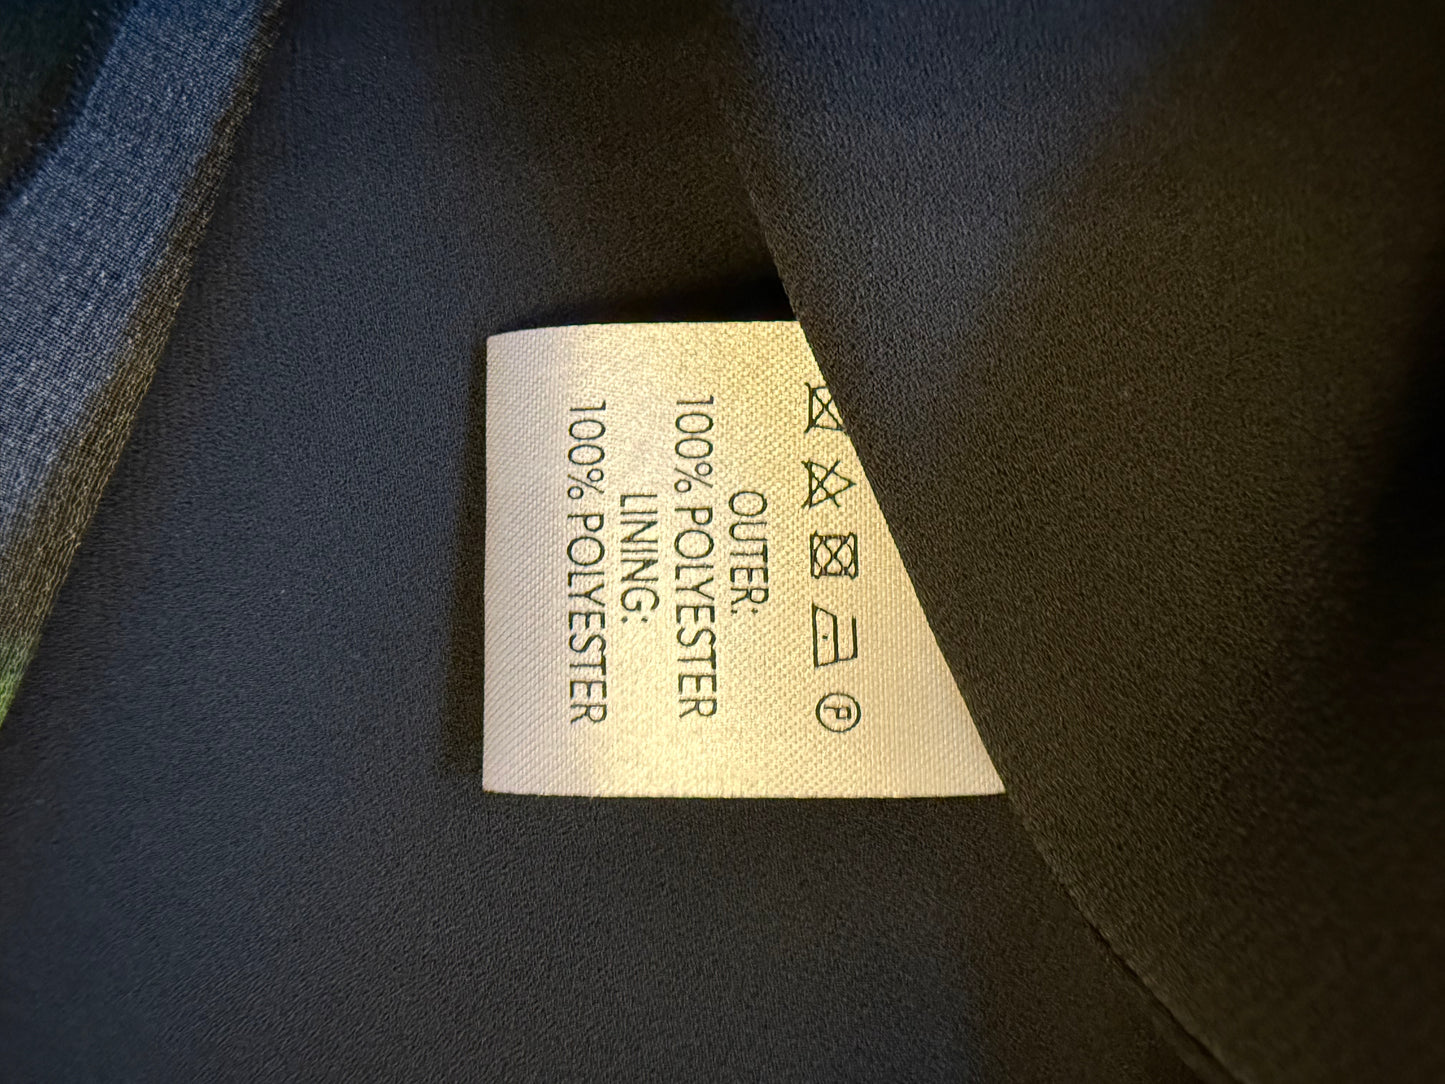 P
OUTER:
100% POLYESTER
LINING:
100% POLYESTER